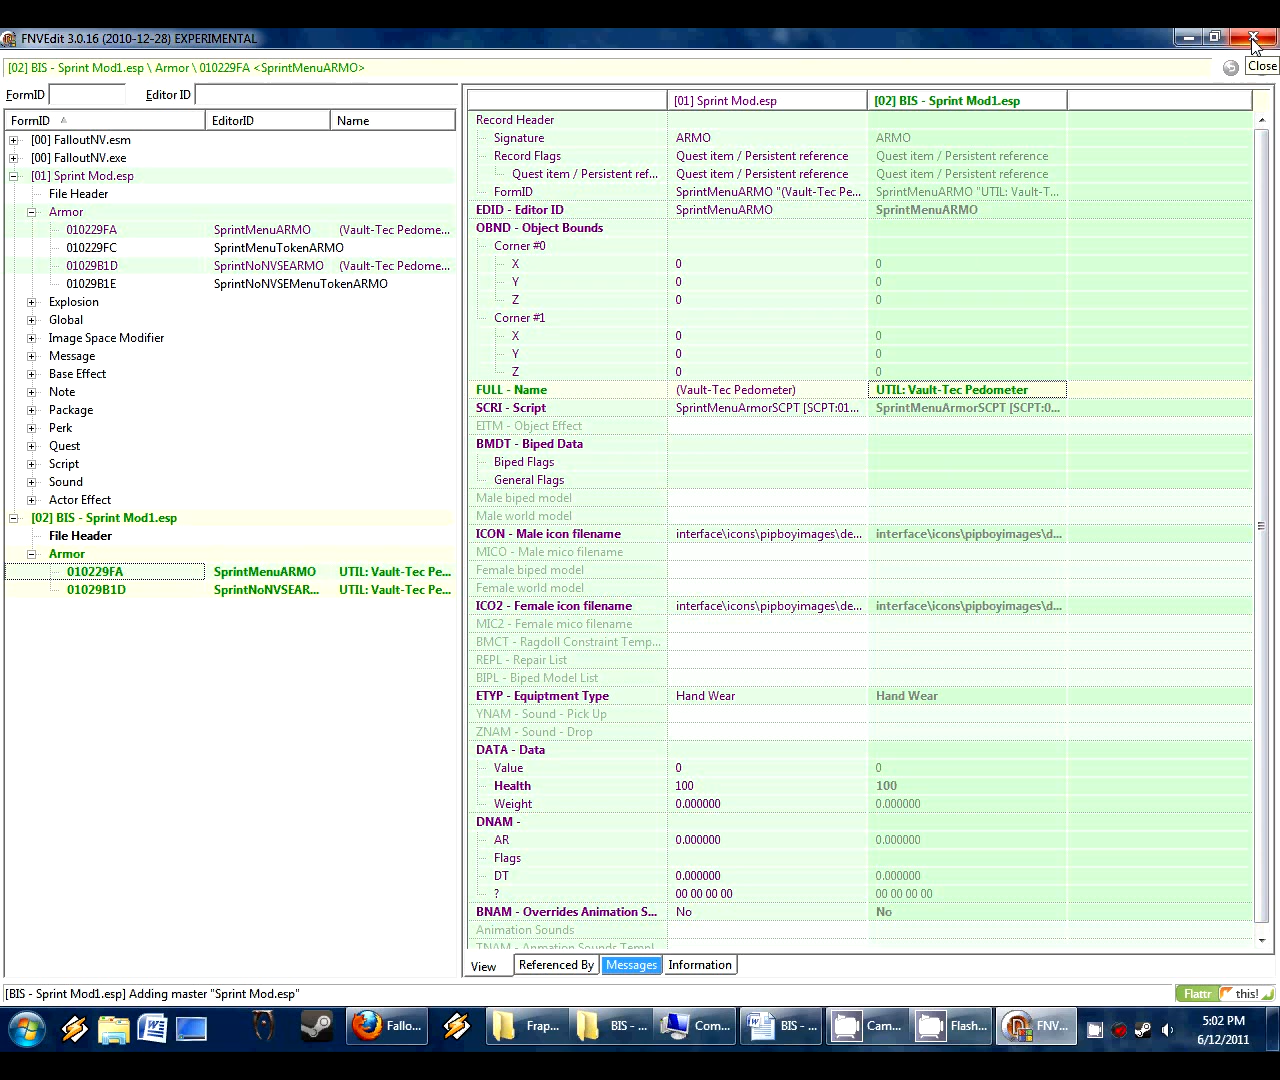 FNVEdit 3.0.16 (2010-12-28) EXPERIMENTAL
[02] BIS - Sprint Mod1.esp \ Armor \ 010229FA <SprintMenuARMO>
Close
FormID
Editor ID
FormID EditorID Name
[00] FalloutNV.esm
[00] FalloutNV.exe
[01] Sprint Mod.esp
File Header
Armor
010229FA SprintMenuARMO (Vault-Tec Pedome...
010229FC SprintMenuTokenARMO
01029B1D SprintNoNVSEARMO (Vault-Tec Pedome...
01029B1E SprintNoNVSEMenuTokenARMO
Explosion
Global
Image Space Modifier
Message
Base Effect
Note
Package
Perk
Quest
Script
Sound
Actor Effect
[02] BIS - Sprint Mod1.esp
File Header
Armor
010229FA SprintMenuARMO UTIL: Vault-Tec Pe...
01029B1D SprintNoNVSEAR... UTIL: Vault-Tec Pe...
[01] Sprint Mod.esp [02] BIS - Sprint Mod1.esp
Record Header
Signature ARMO ARMO
Record Flags Quest item / Persistent reference Quest item / Persistent reference
Quest item / Persistent ref... Quest item / Persistent reference Quest item / Persistent reference
FormID SprintMenuARMO "(Vault-Tec Pe... SprintMenuARMO "UTIL: Vault-T...
EDID - Editor ID SprintMenuARMO SprintMenuARMO
OBND - Object Bounds
Corner #0
X 0 0
Y 0 0
Z 0 0
Corner #1
X 0 0
Y 0 0
Z 0 0
FULL - Name (Vault-Tec Pedometer) UTIL: Vault-Tec Pedometer
SCRI - Script SprintMenuArmorSCPT [SCPT:01... SprintMenuArmorSCPT [SCPT:0...
EITM - Object Effect
BMDT - Biped Data
Biped Flags
General Flags
Male biped model
Male world model
ICON - Male icon filename interface\icons\pipboyimages\de... interface\icons\pipboyimages\d...
MICO - Male mico filename
Female biped model
Female world model
ICO2 - Female icon filename interface\icons\pipboyimages\de... interface\icons\pipboyimages\d...
MIC2 - Female mico filename
BMCT - Ragdoll Constraint Temp...
REPL - Repair List
BIPL - Biped Model List
ETYP - Equiptment Type Hand Wear Hand Wear
YNAM - Sound - Pick Up
ZNAM - Sound - Drop
DATA - Data
Value 0 0
Health 100 100
Weight 0.000000 0.000000
DNAM -
AR 0.000000 0.000000
Flags
DT 0.000000 0.000000
? 00 00 00 00 00 00 00 00
BNAM - Overrides Animation S... No No
Animation Sounds
TNAM - Anmation Sounds Templ
View Referenced By Messages Information
[BIS - Sprint Mod1.esp] Adding master "Sprint Mod.esp"
Flattr this!
Fallo... Frap... BIS - ... Com... BIS - ... Cam... Flash... FNV...
5:02 PM
6/12/2011